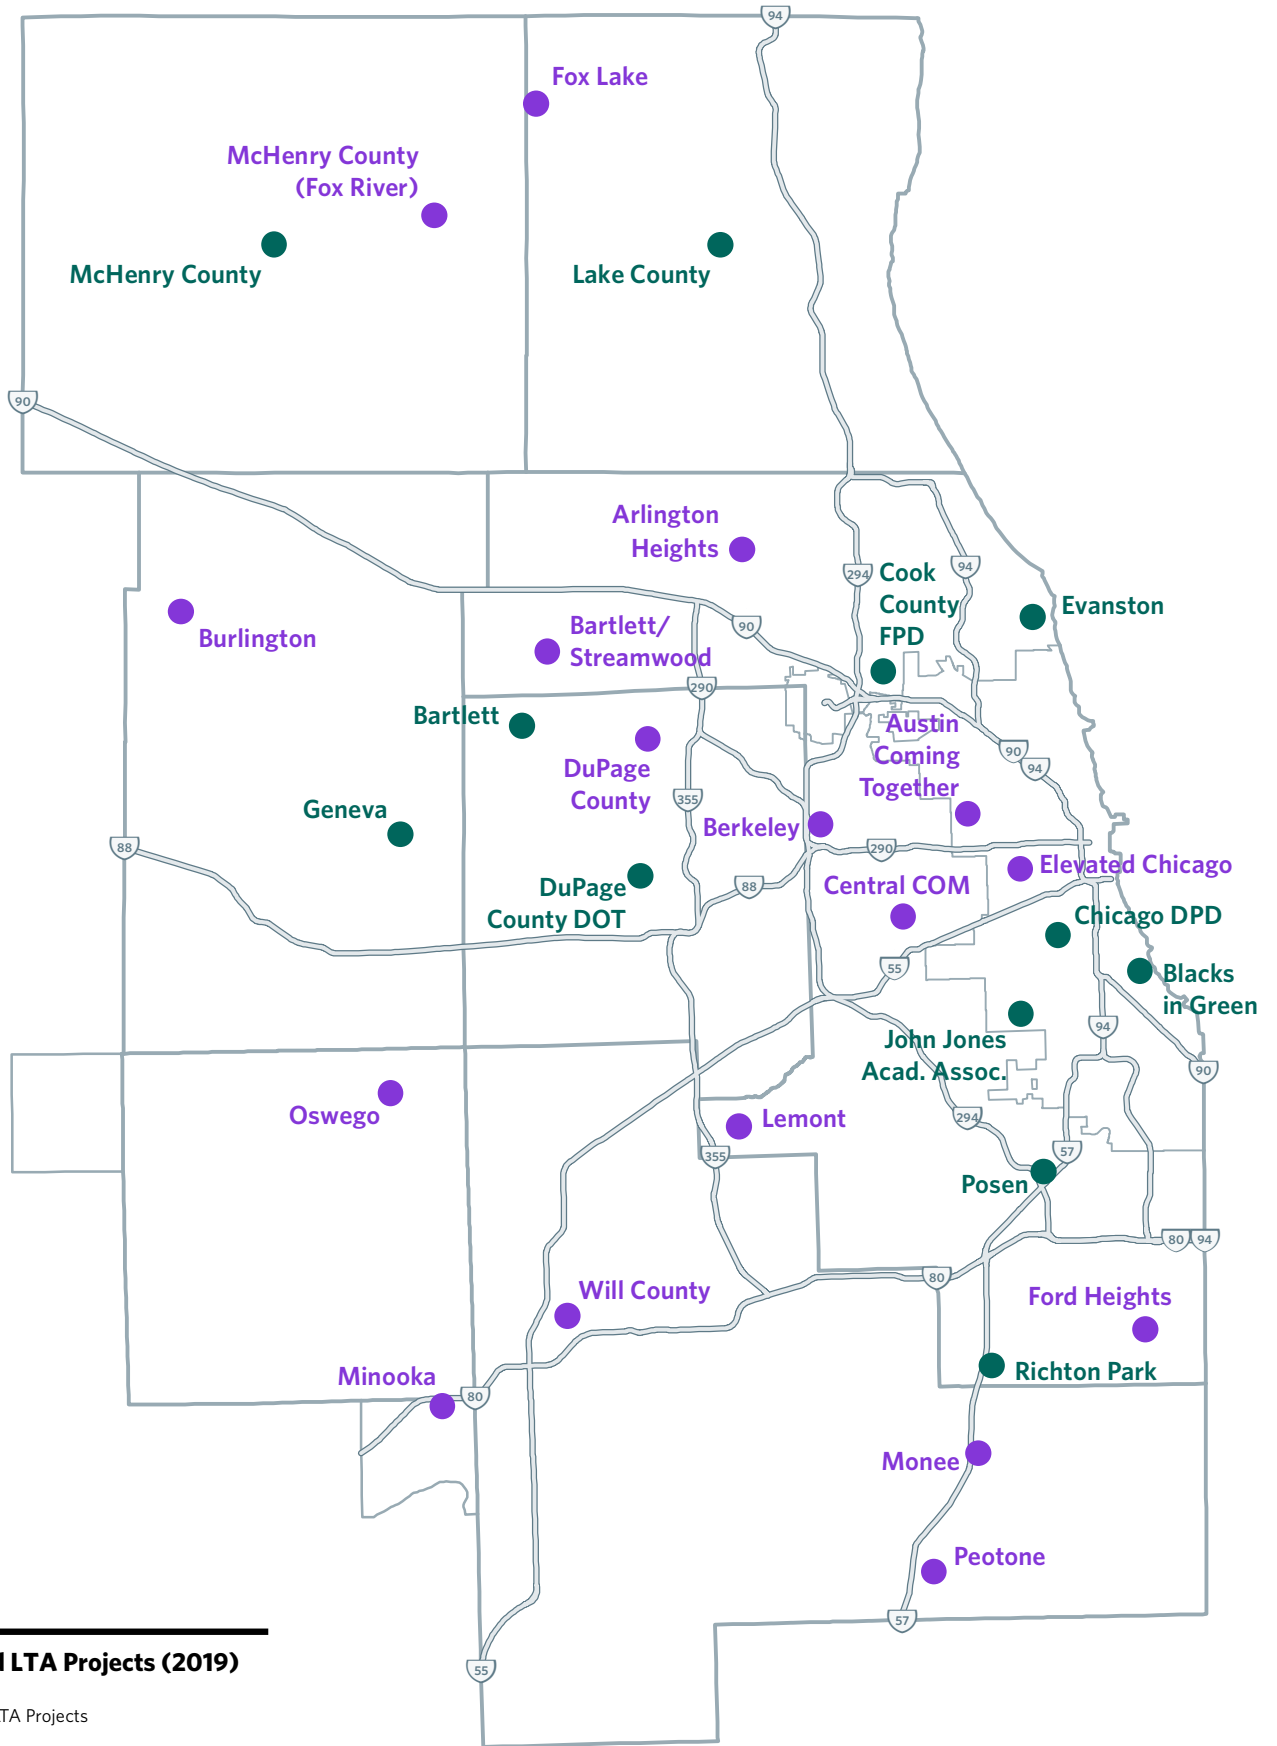 94
Fox Lake
McHenry County
(Fox River)
McHenry County
Lake County
90
Arlington
Heights
294
Cook
County
FPD
94
Evanston
Burlington
Bartlett/
Streamwood
90
290
Bartlett
DuPage
County
Austin
Coming
Together
90
94
355
Geneva
Berkeley
88
290
Elevated Chicago
DuPage
County DOT
88
Central COM
Chicago DPD
55
Blacks
in Green
94
John Jones
Acad. Assoc.
90
Oswego
Lemont
294
355
57
Posen
80
94
80
Will County
Ford Heights
Minooka
80
Richton Park
Monee
Peotone
57
LTA Projects (2019)
55
TA Projects